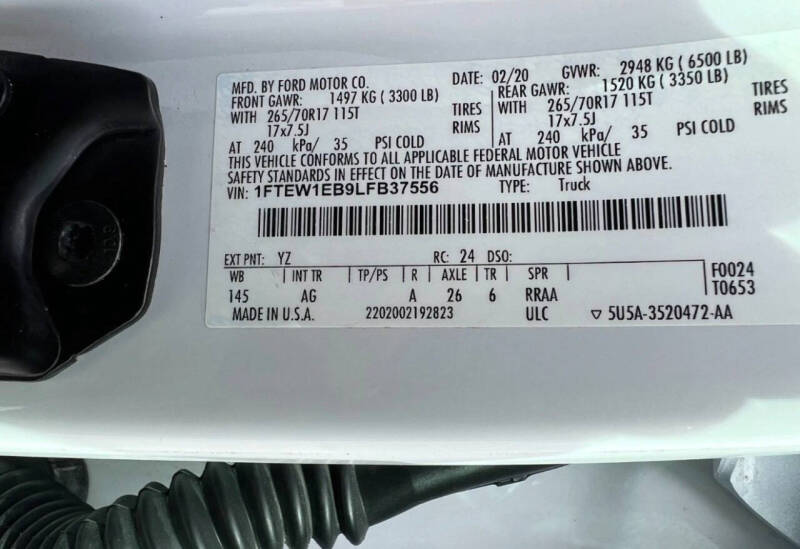 MFD. BY FORD MOTOR CO. DATE: 02/20 GVWR: 2948 KG ( 6500 LB)
FRONT GAWR: 1497 KG ( 3300 LB) REAR GAWR: 1520 KG ( 3350 LB)
WITH 265/70R17 115T TIRES WITH 265/70R17 115T TIRES
17x7.5J RIMS 17x7.5J RIMS
AT 240 kPa/ 35 PSI COLD AT 240 kPa/ 35 PSI COLD
THIS VEHICLE CONFORMS TO ALL APPLICABLE FEDERAL MOTOR VEHICLE
SAFETY STANDARDS IN EFFECT ON THE DATE OF MANUFACTURE SHOWN ABOVE.
VIN: 1FTEW1EB9LFB37556 TYPE: Truck
EXT PNT: YZ RC: 24 DSO:
WB INT TR TP/PS R AXLE TR SPR F0024
145 AG A 26 6 RRAA T0653
MADE IN U.S.A. 2202002192823 ULC ▽ 5U5A-3520472-AA